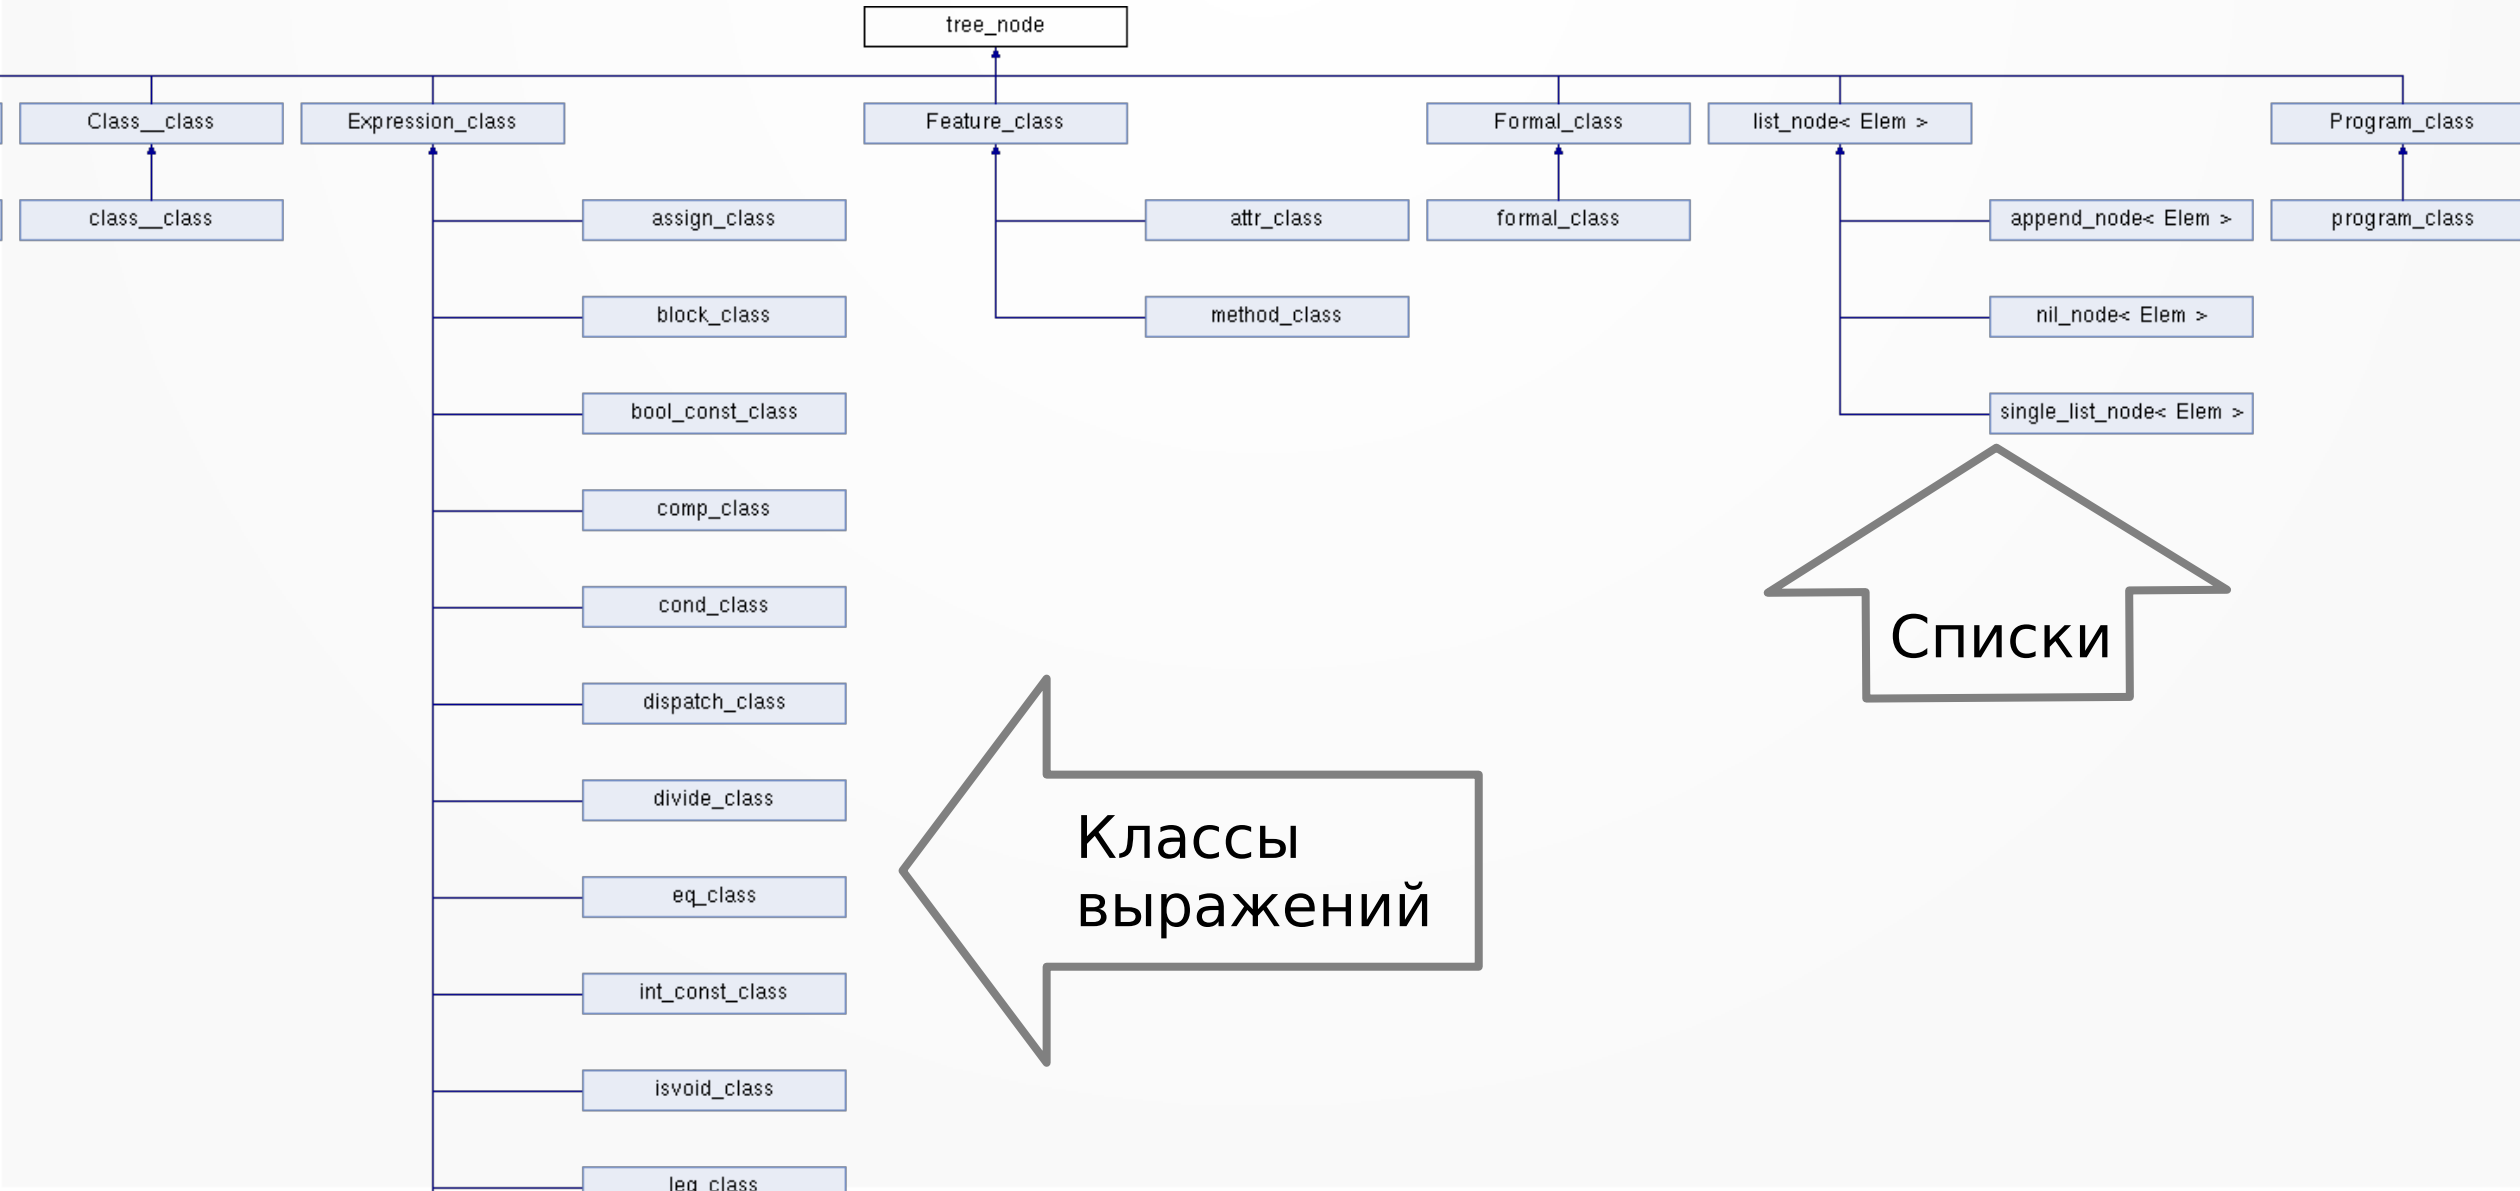 tree_node
Class__class
Expression_class
Feature_class
Formal_class
list_node< Elem >
Program_class
class__class
assign_class
attr_class
formal_class
append_node< Elem >
program_class
block_class
method_class
nil_node< Elem >
bool_const_class
single_list_node< Elem >
comp_class
cond_class
Списки
dispatch_class
divide_class
Классы
выражений
eq_class
int_const_class
isvoid_class
leq_class